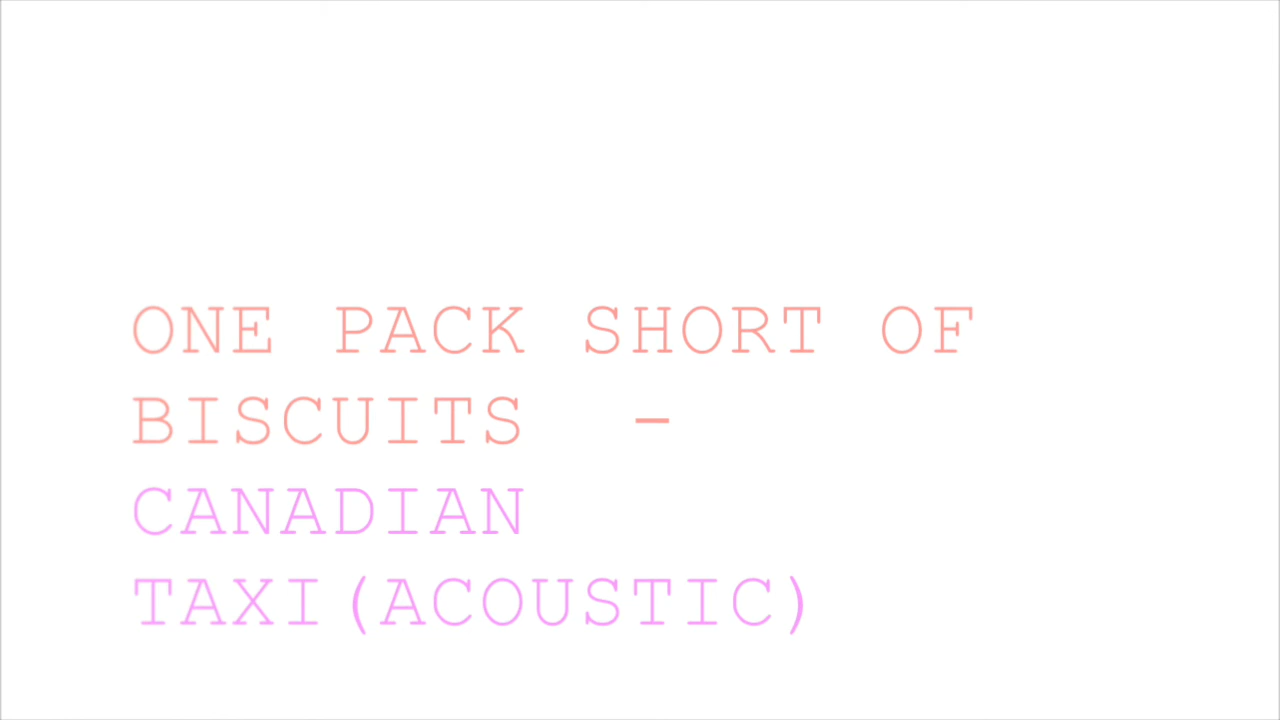 ONE PACK SHORT OF
BISCUITS -
CANADIAN
TAXI(ACOUSTIC)